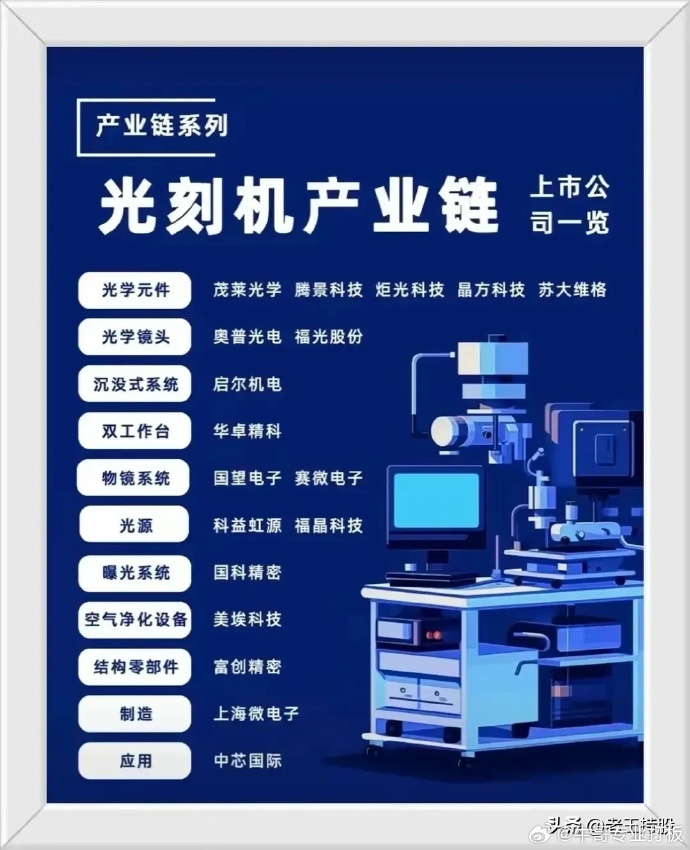 产业链系列
光刻机产业链
上市公
司一览
光学元件 茂莱光学 腾景科技 炬光科技 晶方科技 苏大维格
光学镜头 奥普光电 福光股份
沉没式系统 启尔机电
双工作台 华卓精科
物镜系统 国望电子 赛微电子
光源 科益虹源 福晶科技
曝光系统 国科精密
空气净化设备 美埃科技
结构零部件 富创精密
制造 上海微电子
应用 中芯国际
头条 @老王持股
@牛哥专业打板